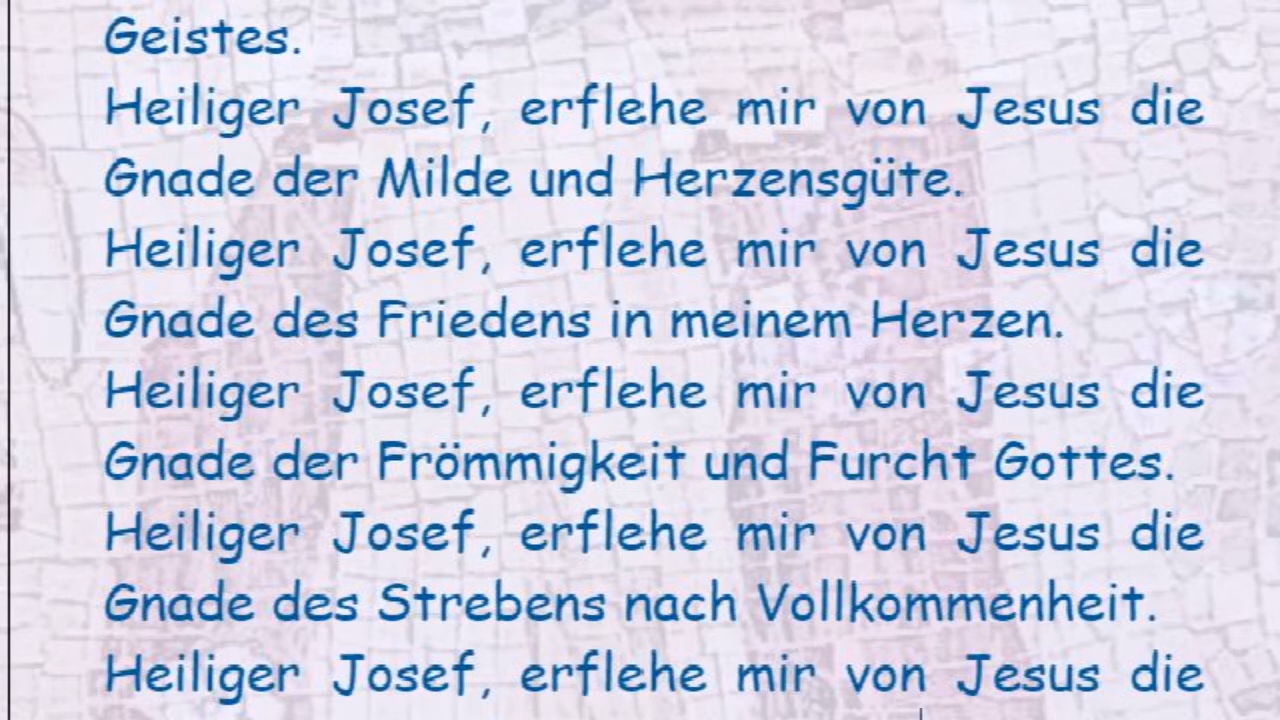 Geistes.
Heiliger Josef, erflehe mir von Jesus die
Gnade der Milde und Herzensgüte.
Heiliger Josef, erflehe mir von Jesus die
Gnade des Friedens in meinem Herzen.
Heiliger Josef, erflehe mir von Jesus die
Gnade der Frömmigkeit und Furcht Gottes.
Heiliger Josef, erflehe mir von Jesus die
Gnade des Strebens nach Vollkommenheit.
Heiliger Josef, erflehe mir von Jesus die